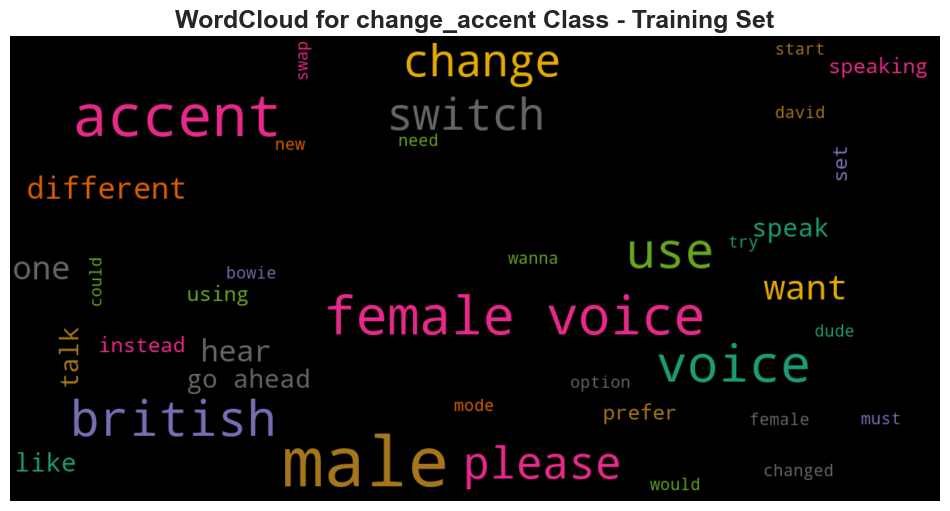 WordCloud for change_accent Class - Training Set
swap
change
start
speaking
accent
switch
david
new
need
set
different
speak
try
use
one
could
bowie
wanna
using
want
female voice
talk
instead
hear
dude
voice
go ahead
option
british
mode
prefer
female
must
like
male
please
would
changed